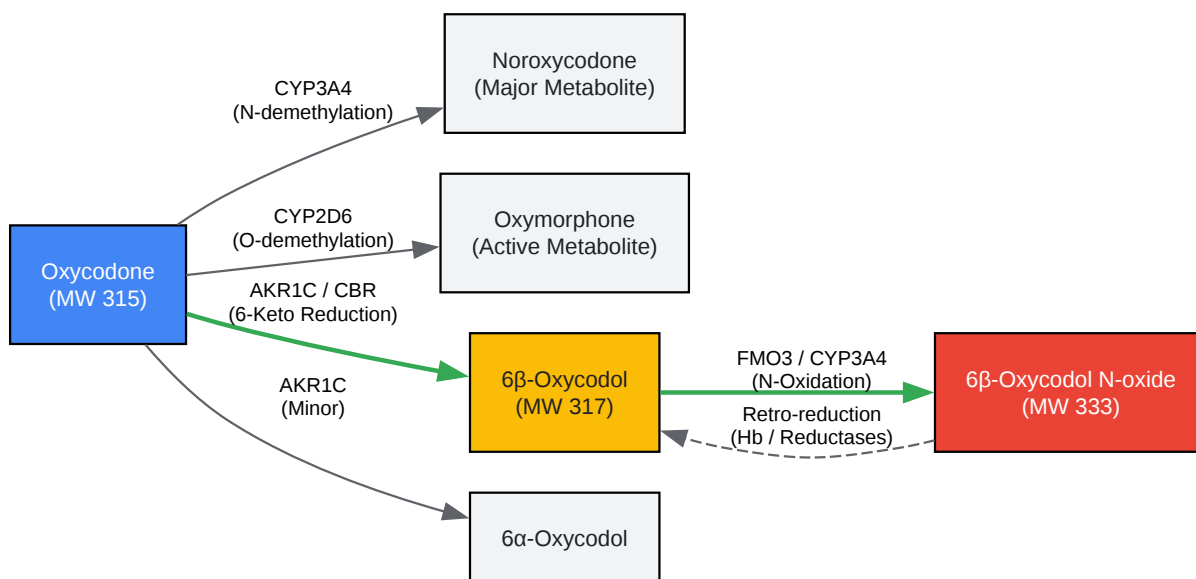 Noroxycodone
(Major Metabolite)
CYP3A4
(N-demethylation)
Oxymorphone
(Active Metabolite)
CYP2D6
(O-demethylation)
Oxycodone
(MW 315)
AKR1C / CBR
(6-Keto Reduction)
6β-Oxycodol
(MW 317)
FMO3 / CYP3A4
(N-Oxidation)
Retro-reduction
(Hb / Reductases)
6β-Oxycodol N-oxide
(MW 333)
AKR1C
(Minor)
6α-Oxycodol